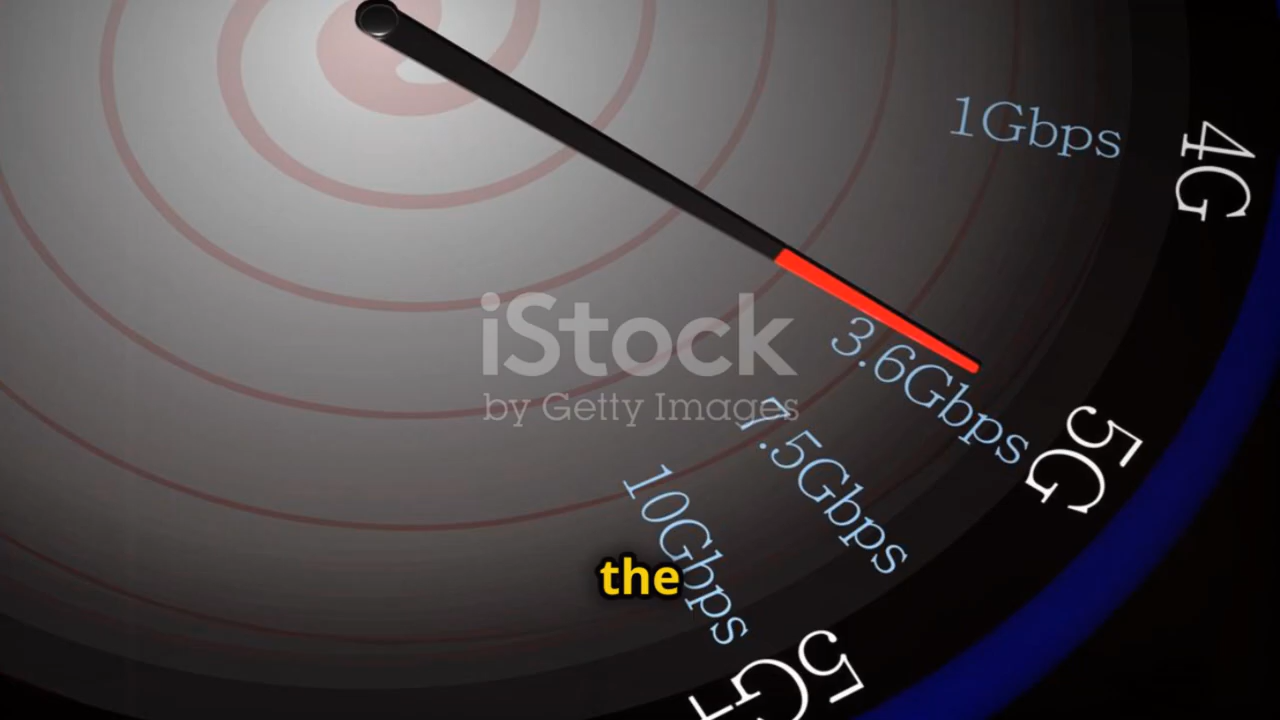 1Gbps
4G
iStock
by Getty Images
3.6Gbps
5G
7.5Gbps
10Gbps
the
5G